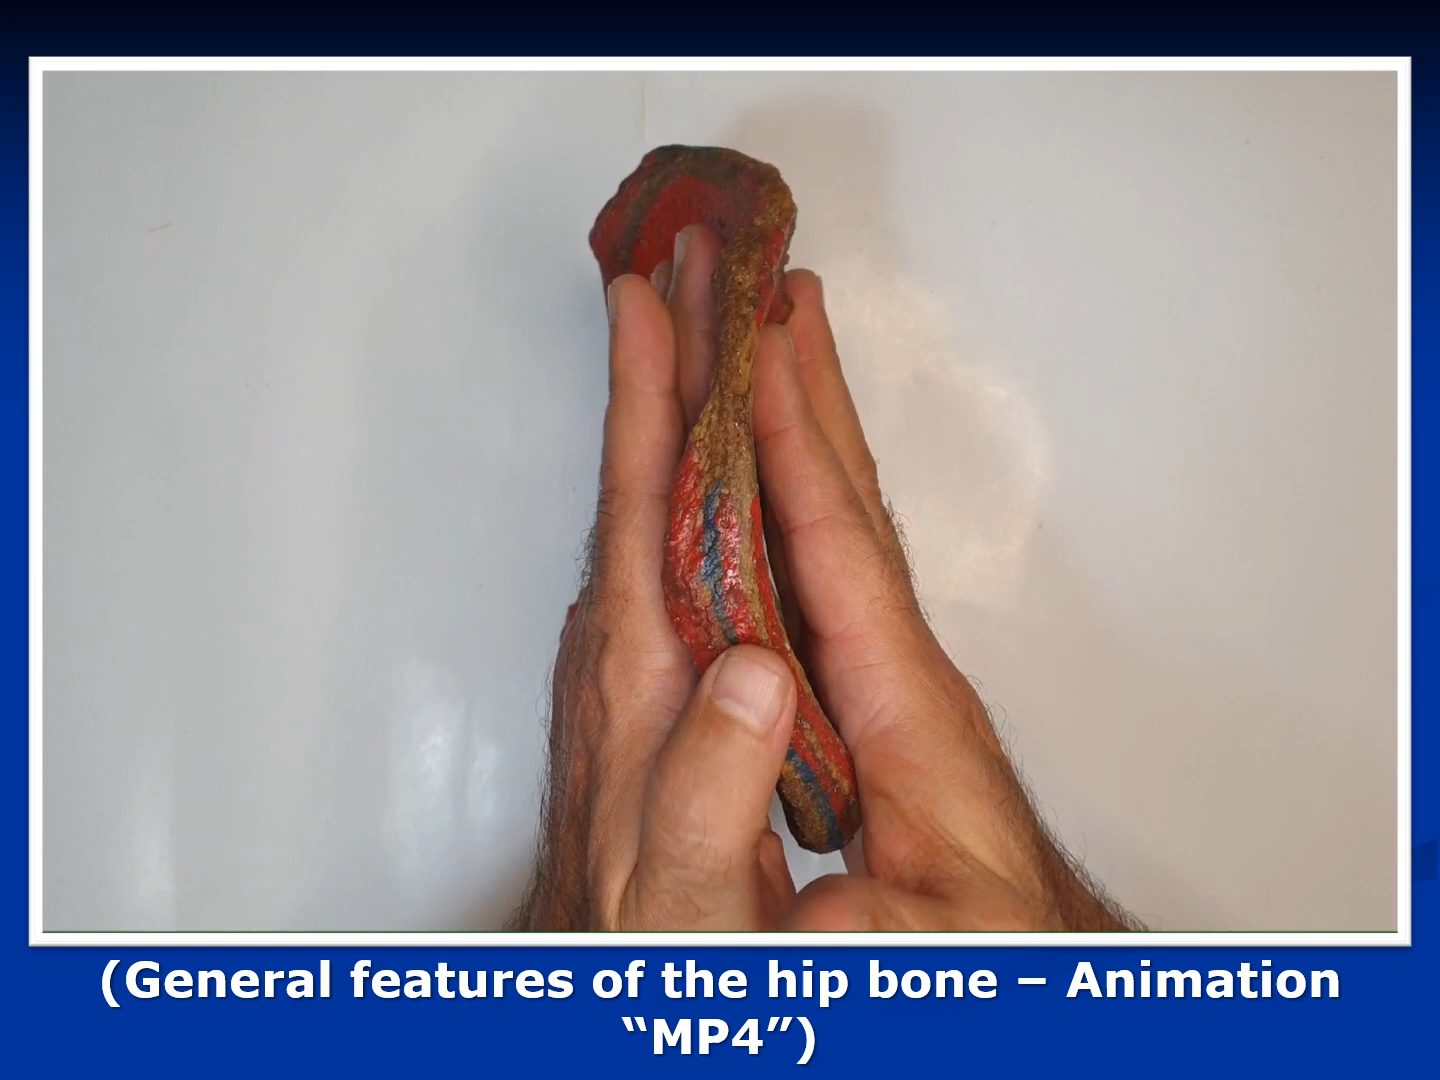 (General features of the hip bone – Animation
“MP4”)